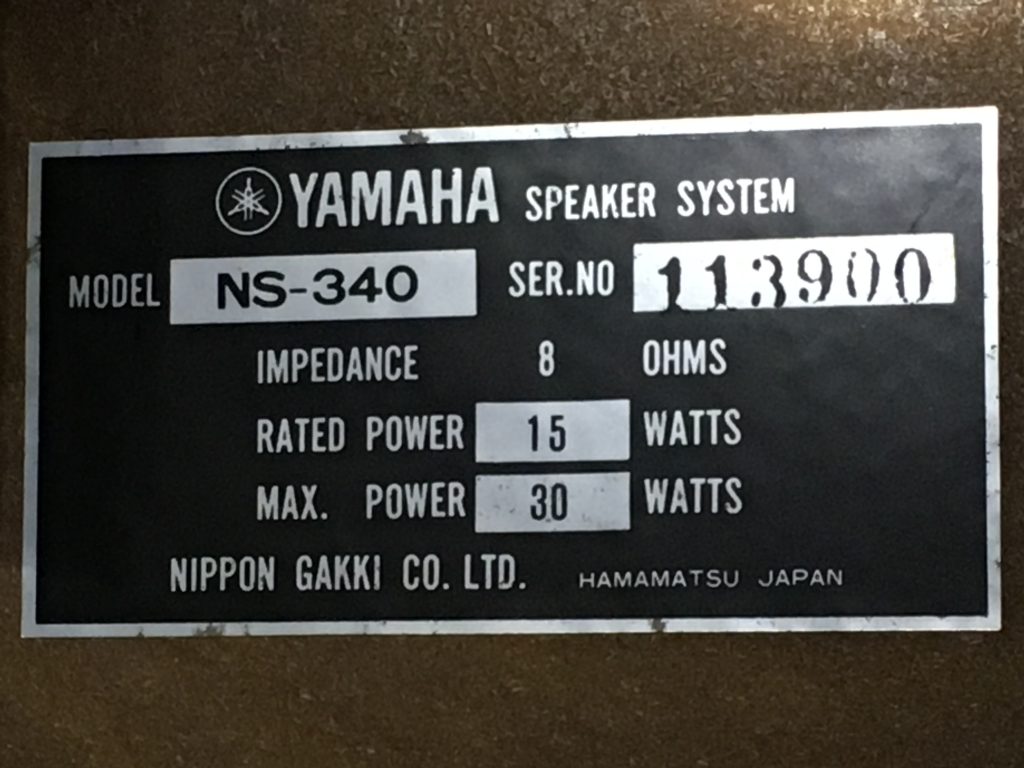 YAMAHA SPEAKER SYSTEM
MODEL NS-340 SER.NO 113900
IMPEDANCE 8 OHMS
RATED POWER 15 WATTS
MAX. POWER 30 WATTS
NIPPON GAKKI CO. LTD. HAMAMATSU JAPAN